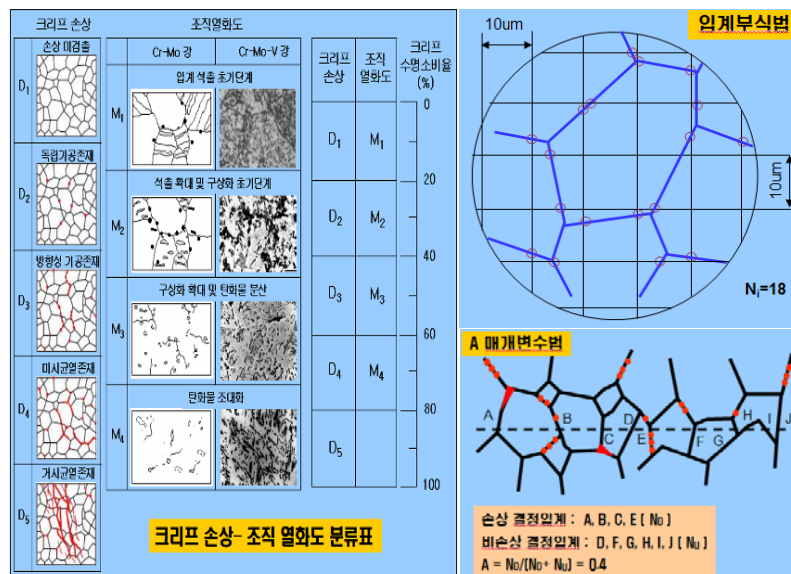 크리프 손상
손상 미검출
D1
독립기공존재
D2
방향성 기공존재
D3
미시균열존재
D4
거시균열존재
D5
조직열화도
Cr-Mo 강
Cr-Mo-V 강
입계 석출 초기단계
M1
석출 확대 및 구상화 초기단계
M2
구상화 확대 및 탄화물 분산
M3
탄화물 조대화
M4
크리프 손상
조직 열화도
크리프 수명소비율 (%)
0
D1 M1
20
D2 M2
40
D3 M3
60
D4 M4
80
D5
100
크리프 손상- 조직 열화도 분류표
입계부식법
10um
10um
Ni=18
A 매개변수법
A B C D E F G H I J
손상 결정입계 : A, B, C, E ( ND )
비손상 결정입계 : D, F, G, H, I, J ( NU )
A = ND/(ND+ NU) = 0.4